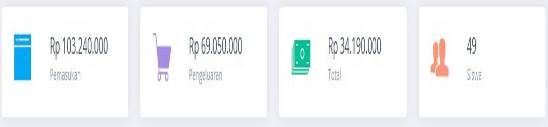 Rp 103.240.000
Pemasukan
Rp 69.050.000
Pengeluaran
Rp 34.190.000
Total
49
Siswa